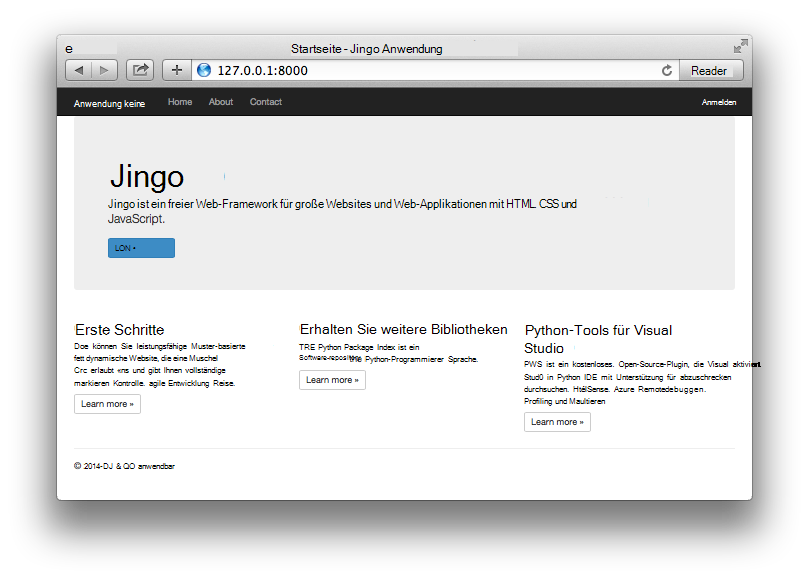 e
Startseite - Jingo Anwendung
127.0.0.1:8000
Reader
Anwendung keine
Home
About
Contact
Anmelden
Jingo
Jingo ist ein freier Web-Framework für große Websites und Web-Applikationen mit HTML CSS und
JavaScript.
LON •
Erste Schritte
Doe können Sie leistungsfähige Muster-basierte
fett dynamische Website, die eine Muschel
Crc erlaubt «ns und gibt Ihnen vollständige
markieren Kontrolle. agile Entwicklung Reise.
Learn more »
Erhalten Sie weitere Bibliotheken
TRE Python Package Index ist ein
Software-repository die Python-Programmierer Sprache.
Learn more »
Python-Tools für Visual
Studio
PWS ist ein kostenloses. Open-Source-Plugin, die Visual aktiviert
Stud0 in Python IDE mit Unterstützung für abzuschrecken
durchsuchen. HtélSense. Azure Remotedebuggen.
Profilling und Maultieren
Learn more »
© 2014-DJ & QO anwendbar